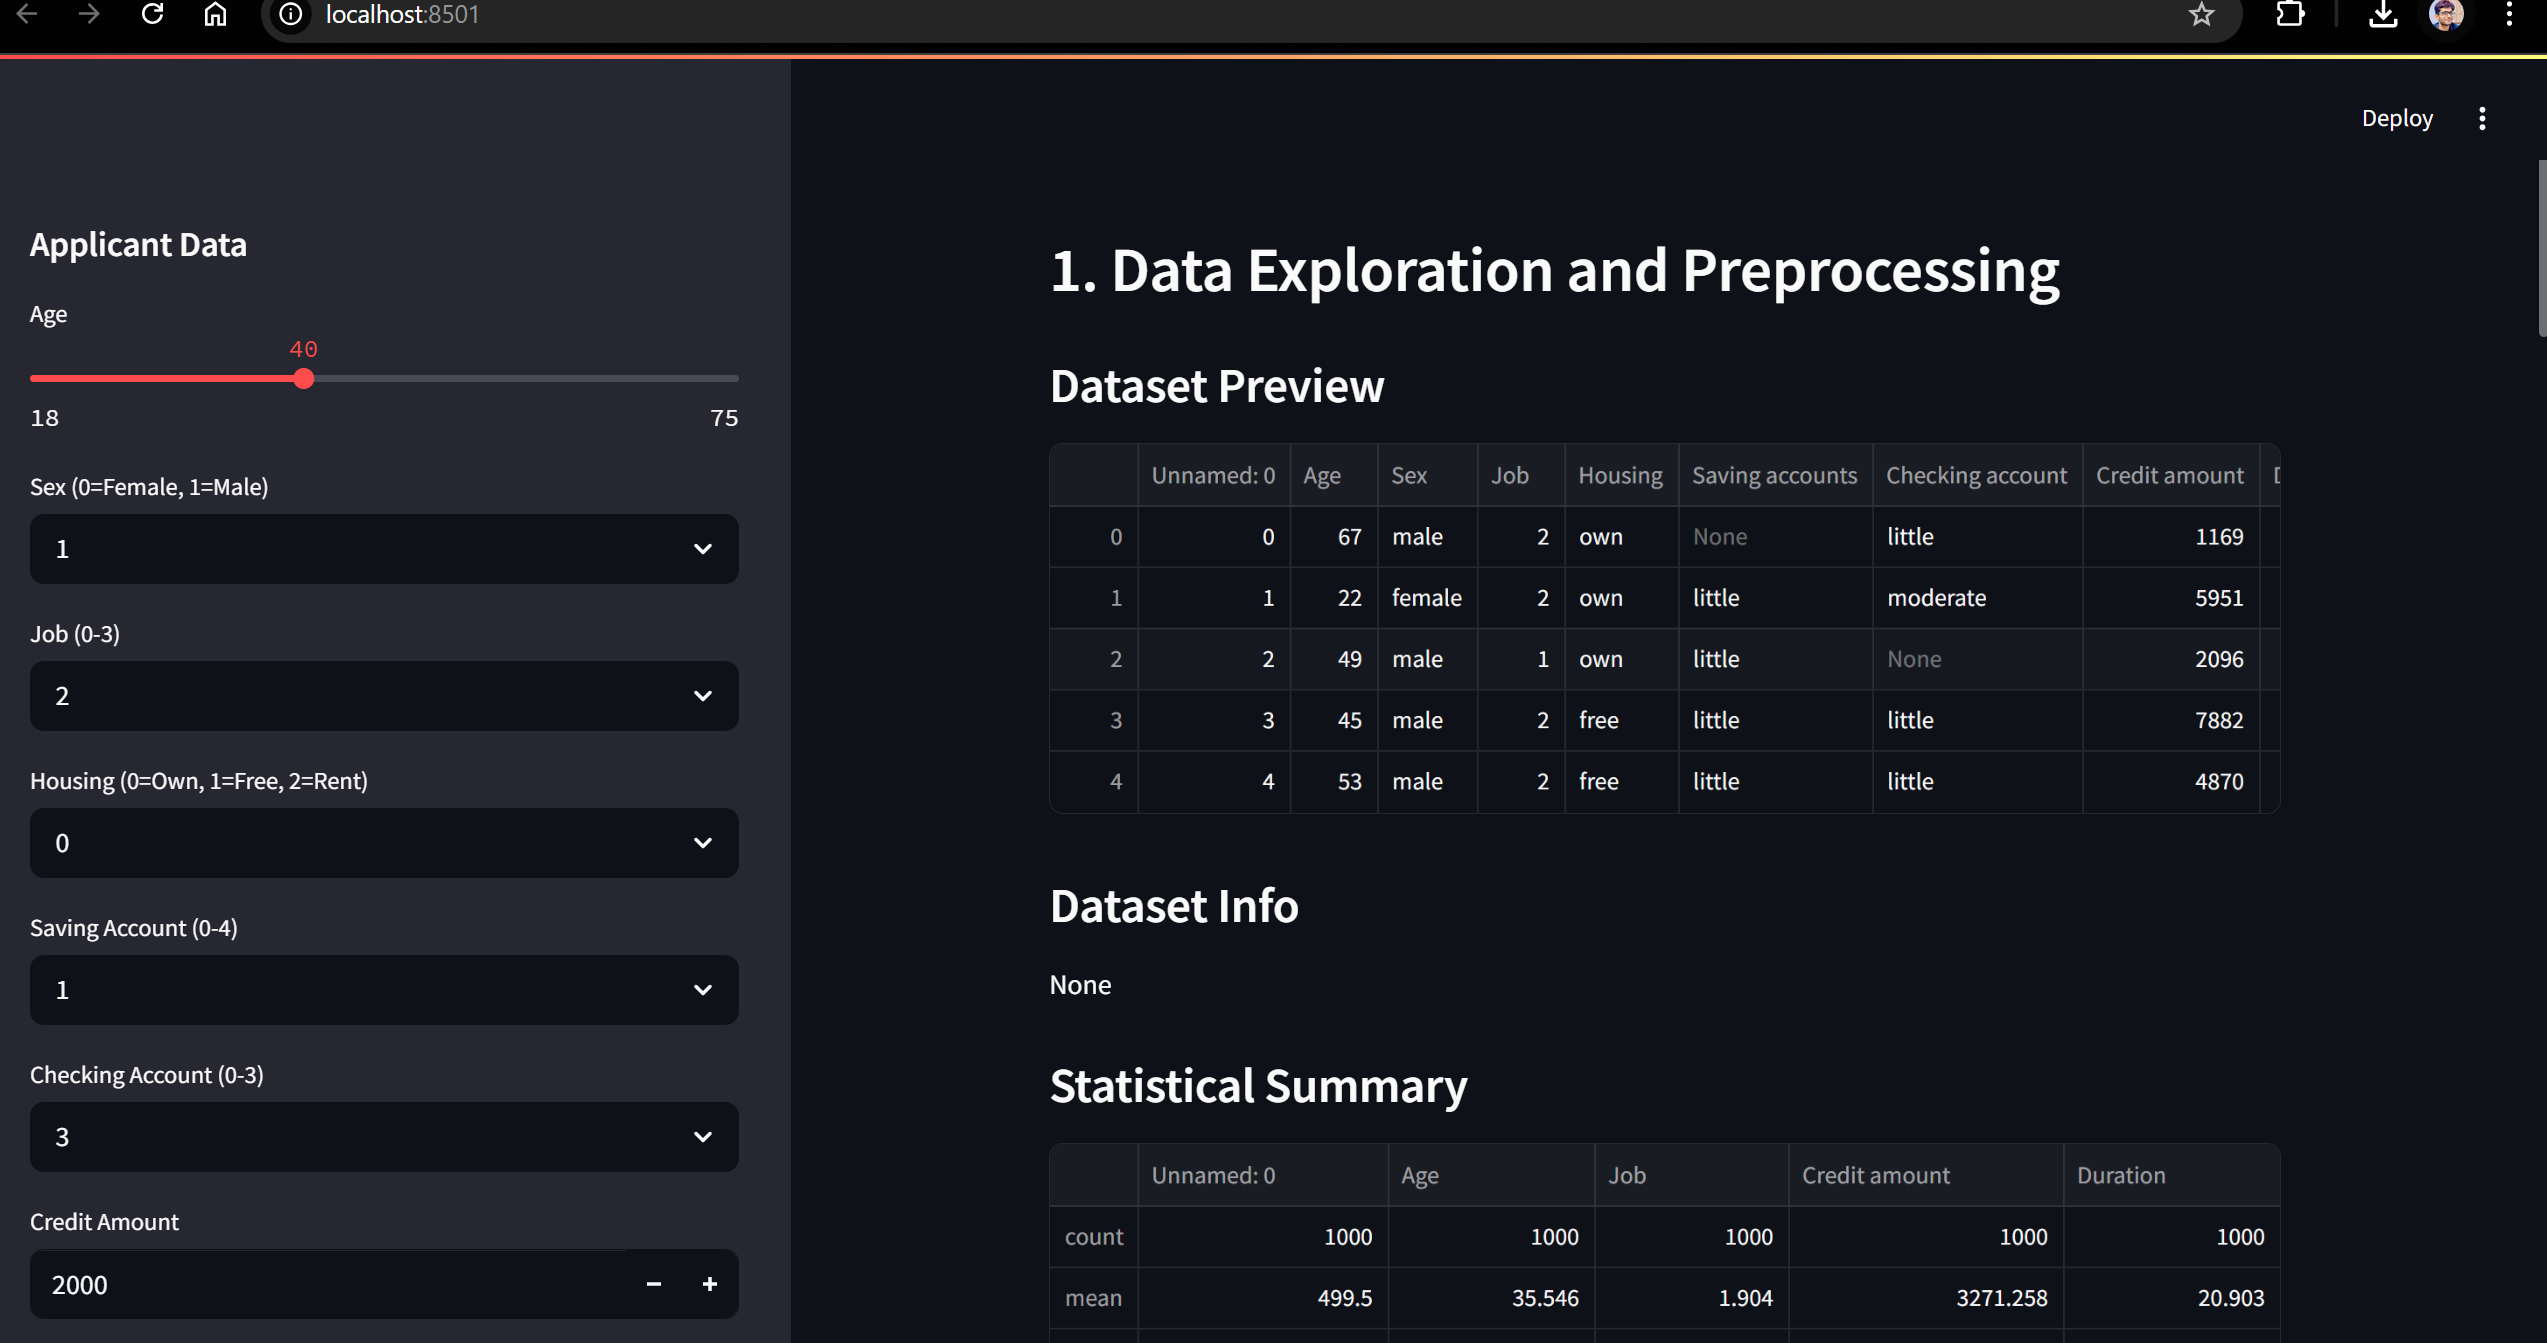 localhost:8501
Deploy
Applicant Data
Age
40
18 75
Sex (0=Female, 1=Male)
1
Job (0-3)
2
Housing (0=Own, 1=Free, 2=Rent)
0
Saving Account (0-4)
1
Checking Account (0-3)
3
Credit Amount
2000
1. Data Exploration and Preprocessing
Dataset Preview
Unnamed: 0 Age Sex Job Housing Saving accounts Checking account Credit amount
0 0 67 male 2 own None little 1169
1 1 22 female 2 own little moderate 5951
2 2 49 male 1 own little None 2096
3 3 45 male 2 free little little 7882
4 4 53 male 2 free little little 4870
Dataset Info
None
Statistical Summary
Unnamed: 0 Age Job Credit amount Duration
count 1000 1000 1000 1000 1000
mean 499.5 35.546 1.904 3271.258 20.903